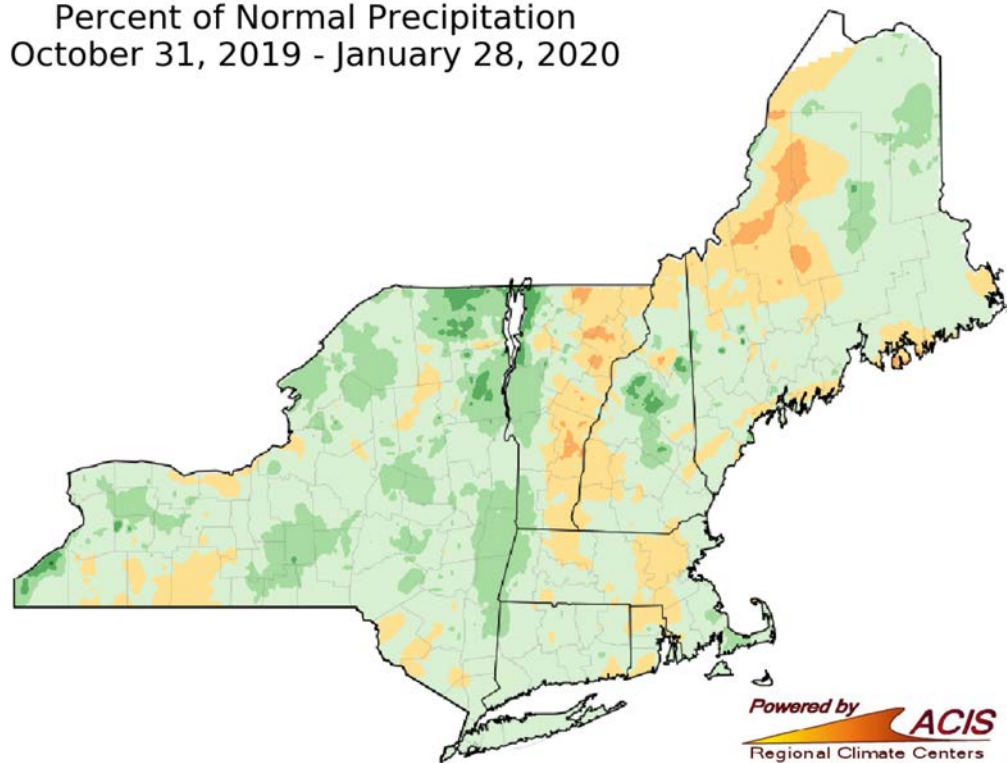 Percent of Normal Precipitation
October 31, 2019 - January 28, 2020
Powered by
ACIS
Regional Climate Centers